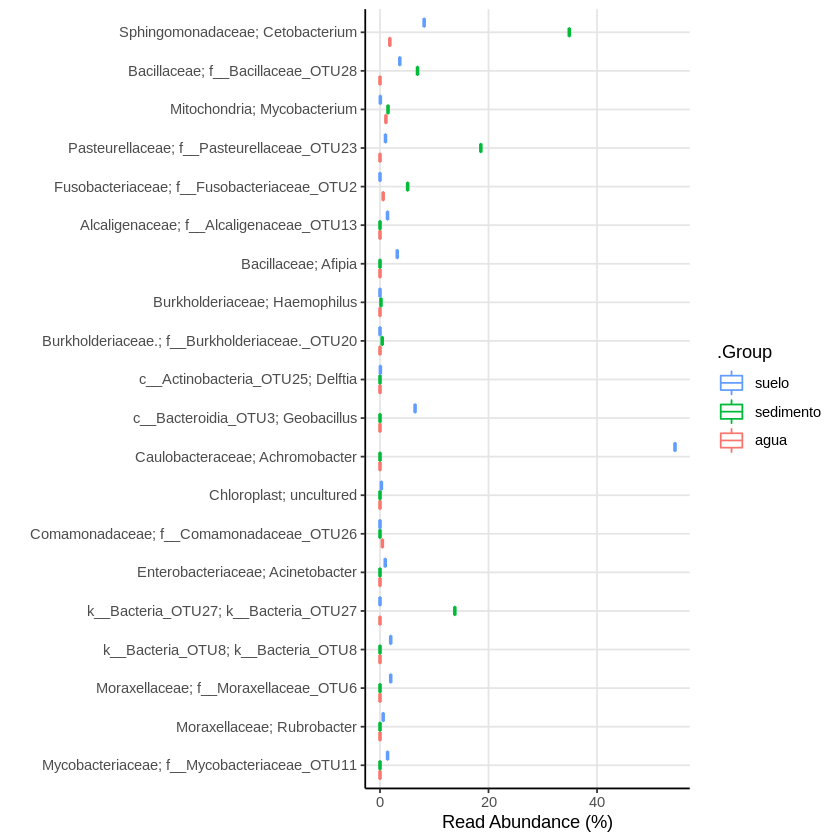 Sphingomonadaceae; Cetobacterium
Bacillaceae; f__Bacillaceae_OTU28
Mitochondria; Mycobacterium
Pasteurellaceae; f__Pasteurellaceae_OTU23
Fusobacteriaceae; f__Fusobacteriaceae_OTU2
Alcaligenaceae; f__Alcaligenaceae_OTU13
Bacillaceae; Afipia
Burkholderiaceae; Haemophilus
Burkholderiaceae.; f__Burkholderiaceae._OTU20
c__Actinobacteria_OTU25; Delftia
c__Bacteroidia_OTU3; Geobacillus
Caulobacteraceae; Achromobacter
Chloroplast; uncultured
Comamonadaceae; f__Comamonadaceae_OTU26
Enterobacteriaceae; Acinetobacter
k__Bacteria_OTU27; k__Bacteria_OTU27
k__Bacteria_OTU8; k__Bacteria_OTU8
Moraxellaceae; f__Moraxellaceae_OTU6
Moraxellaceae; Rubrobacter
Mycobacteriaceae; f__Mycobacteriaceae_OTU11
0 20 40
Read Abundance (%)
.Group
suelo
sedimento
agua